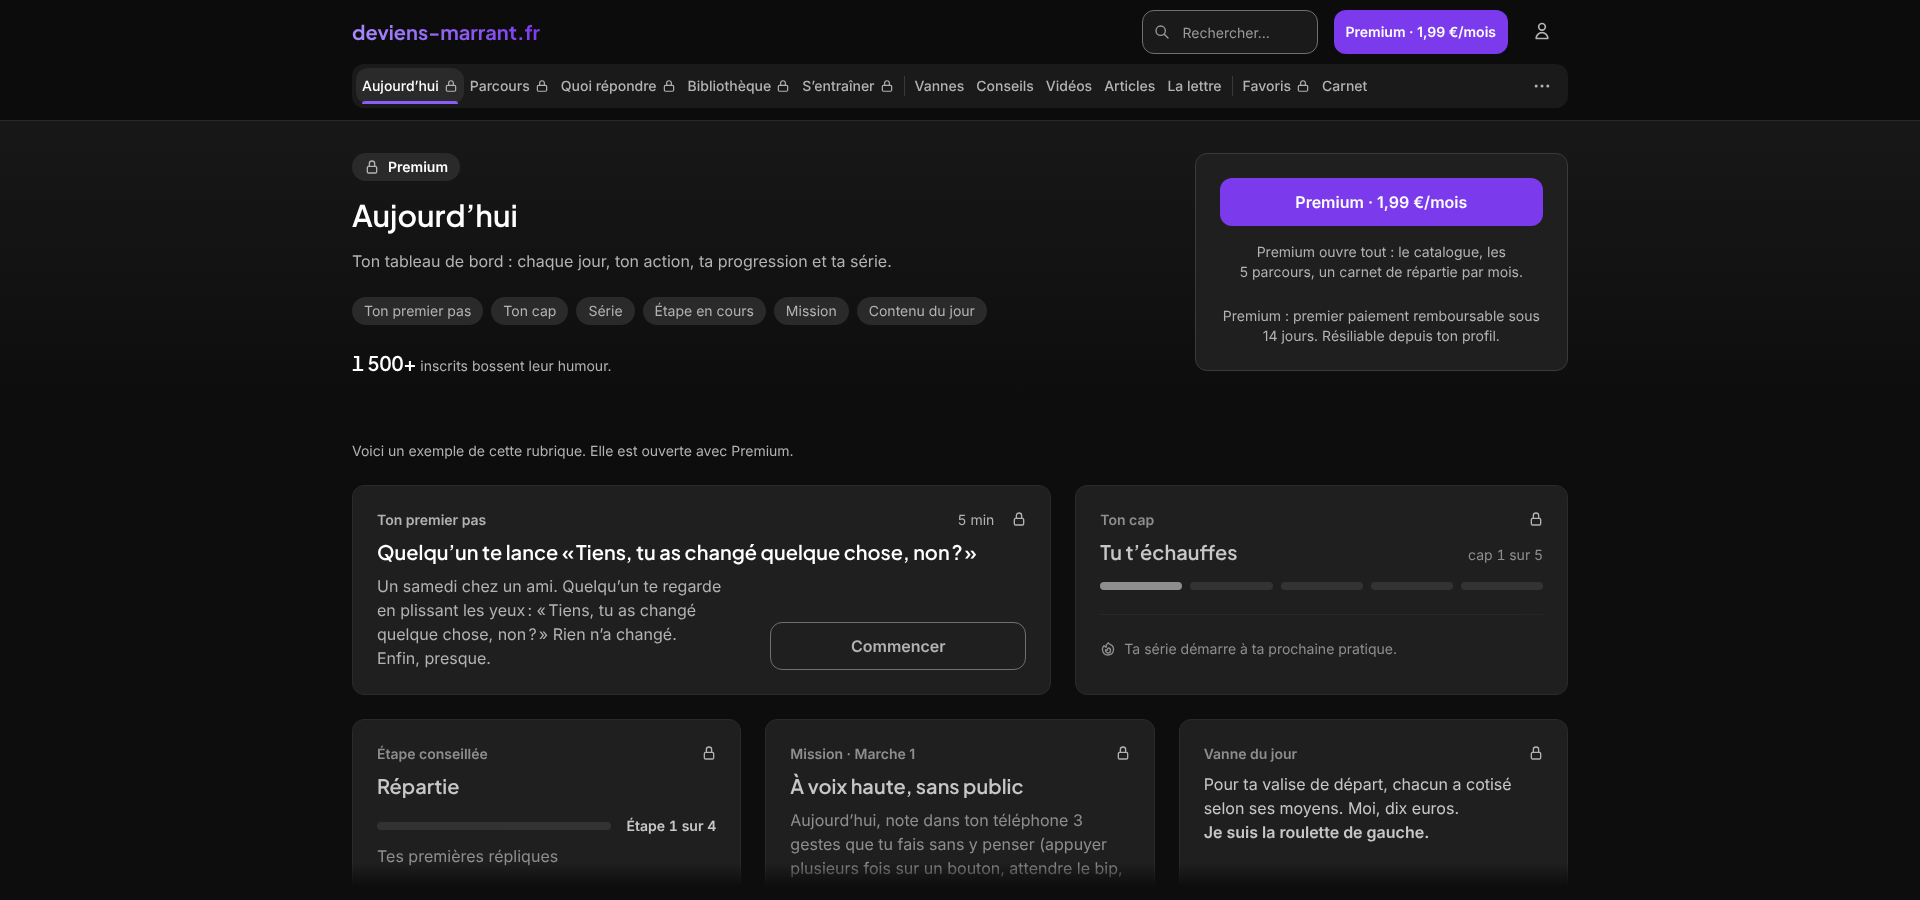 deviens-marrant.fr
Rechercher...
Premium · 1,99 €/mois
Aujourd’hui
Parcours
Quoi répondre
Bibliothèque
S’entraîner
Vannes
Conseils
Vidéos
Articles
La lettre
Favoris
Carnet
Premium
Aujourd’hui
Ton tableau de bord : chaque jour, ton action, ta progression et ta série.
Ton premier pas
Ton cap
Série
Étape en cours
Mission
Contenu du jour
1 500+ inscrits bossent leur humour.
Premium · 1,99 €/mois
Premium ouvre tout : le catalogue, les
5 parcours, un carnet de répartie par mois.
Premium : premier paiement remboursable sous
14 jours. Résiliable depuis ton profil.
Voici un exemple de cette rubrique. Elle est ouverte avec Premium.
Ton premier pas
5 min
Quelqu’un te lance « Tiens, tu as changé quelque chose, non ? »
Un samedi chez un ami. Quelqu’un te regarde
en plissant les yeux : « Tiens, tu as changé
quelque chose, non ? » Rien n’a changé.
Enfin, presque.
Commencer
Ton cap
Tu t’échauffes
cap 1 sur 5
Ta série démarre à ta prochaine pratique.
Étape conseillée
Répartie
Étape 1 sur 4
Tes premières répliques
Mission · Marche 1
À voix haute, sans public
Aujourd’hui, note dans ton téléphone 3
gestes que tu fais sans y penser (appuyer
plusieurs fois sur un bouton, attendre le bip,
Vanne du jour
Pour ta valise de départ, chacun a cotisé
selon ses moyens. Moi, dix euros.
Je suis la roulette de gauche.